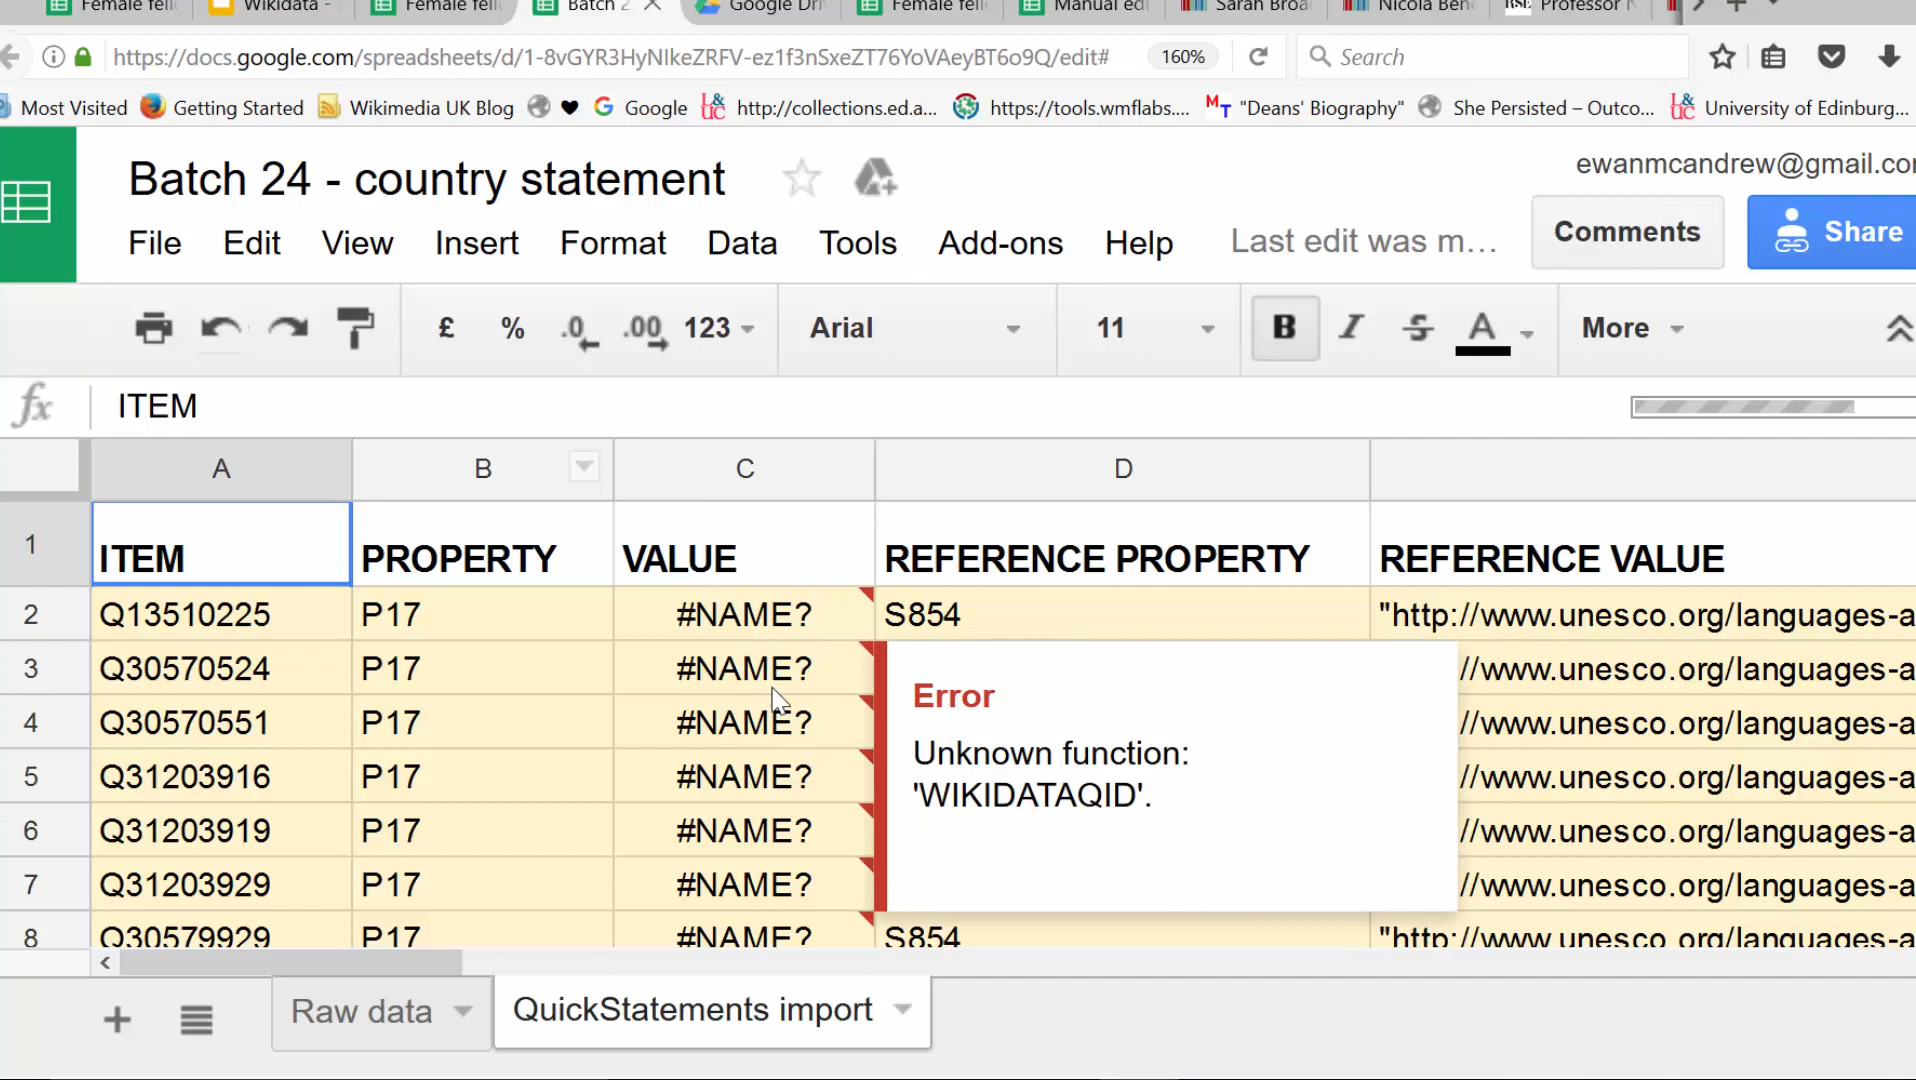 Female fell
Wikidata -
Female fell
Batch 2
Google Dri
Female fell
Manual edi
Sarah Broa
Nicola Ben
RSE Professor N
https://docs.google.com/spreadsheets/d/1-8vGYR3HyNIkeZRFV-ez1f3nSxeZT76YoVAeyBT6o9Q/edit#
160%
Search
Most Visited
Getting Started
Wikimedia UK Blog
Google
http://collections.ed.a...
https://tools.wmflabs....
"Deans' Biography"
She Persisted – Outco...
University of Edinburg...
Batch 24 - country statement
ewanmcandrew@gmail.co
File Edit View Insert Format Data Tools Add-ons Help
Last edit was m...
Comments
Share
£ % .0 .00 123
Arial
11
B I S A
More
fx ITEM
A B C D
1 ITEM PROPERTY VALUE REFERENCE PROPERTY REFERENCE VALUE
2 Q13510225 P17 #NAME? S854 "http://www.unesco.org/languages-a
3 Q30570524 P17 #NAME? //www.unesco.org/languages-a
4 Q30570551 P17 #NAME? //www.unesco.org/languages-a
5 Q31203916 P17 #NAME? //www.unesco.org/languages-a
6 Q31203919 P17 #NAME? //www.unesco.org/languages-a
7 Q31203929 P17 #NAME? //www.unesco.org/languages-a
8 Q30579929 P17 #NAME? S854 "http://www.unesco.org/languages-a
Error
Unknown function:
'WIKIDATAQID'.
Raw data
QuickStatements import